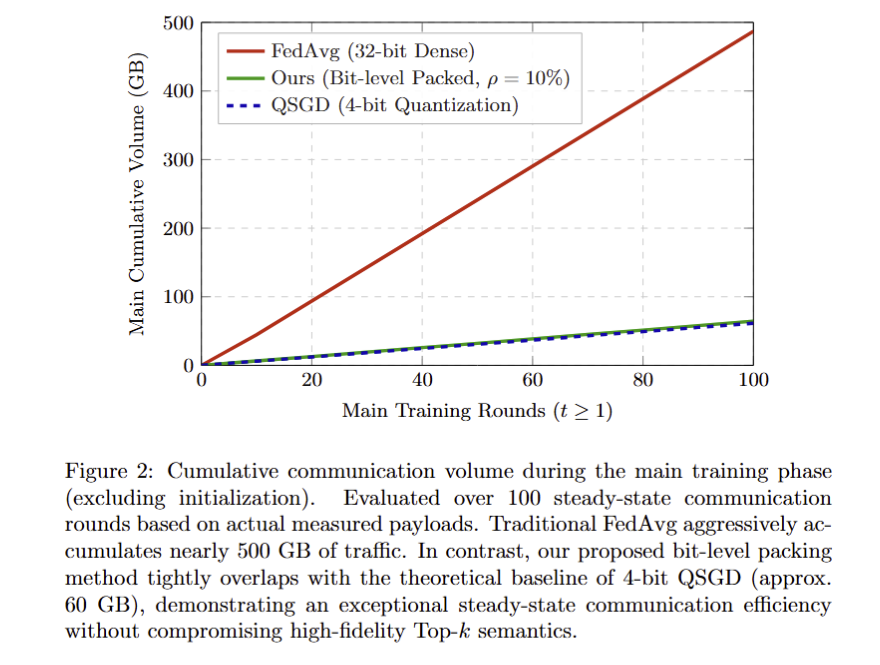 500
400
300
200
100
0
Main Cumulative Volume (GB)
FedAvg (32-bit Dense)
Ours (Bit-level Packed, ρ = 10%)
QSGD (4-bit Quantization)
0 20 40 60 80 100
Main Training Rounds (t ≥ 1)
Figure 2: Cumulative communication volume during the main training phase
(excluding initialization). Evaluated over 100 steady-state communication
rounds based on actual measured payloads. Traditional FedAvg aggressively ac-
cumulates nearly 500 GB of traffic. In contrast, our proposed bit-level packing
method tightly overlaps with the theoretical baseline of 4-bit QSGD (approx.
60 GB), demonstrating an exceptional steady-state communication efficiency
without compromising high-fidelity Top-k semantics.